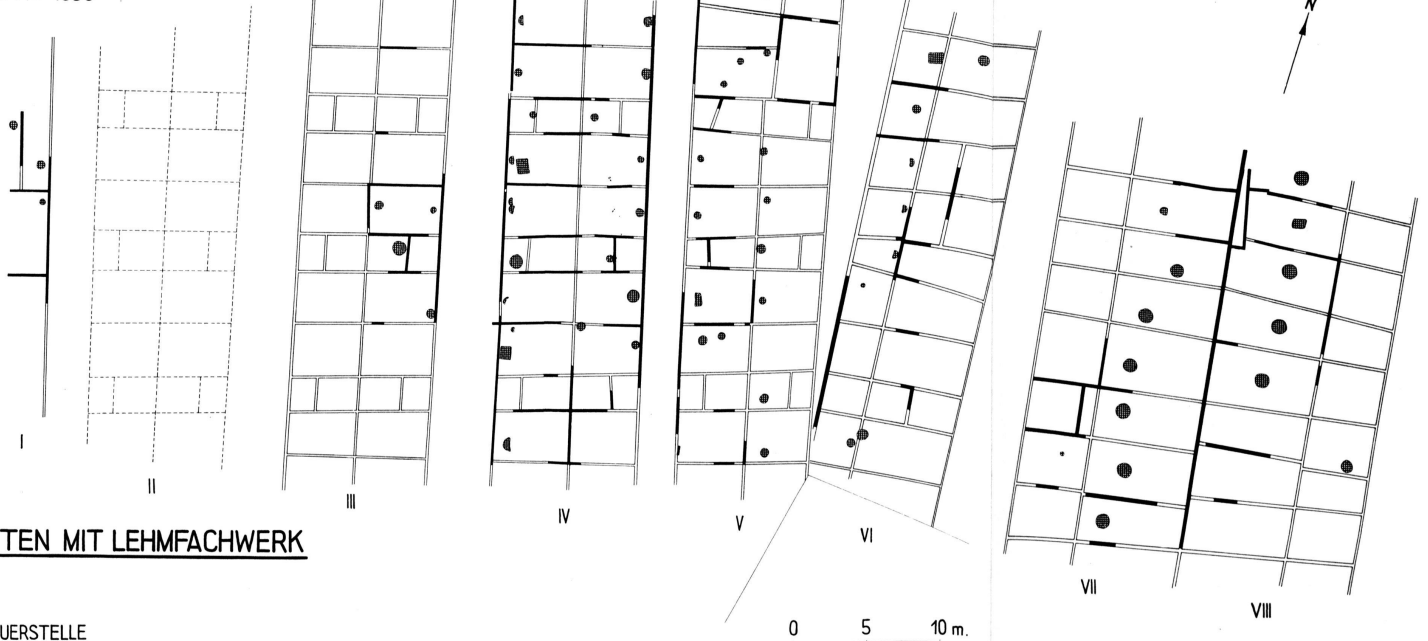 N
I
II
III
IV
V
VI
VII
VIII
TEN MIT LEHMFACHWERK
UERSTELLE
0 5 10 m.